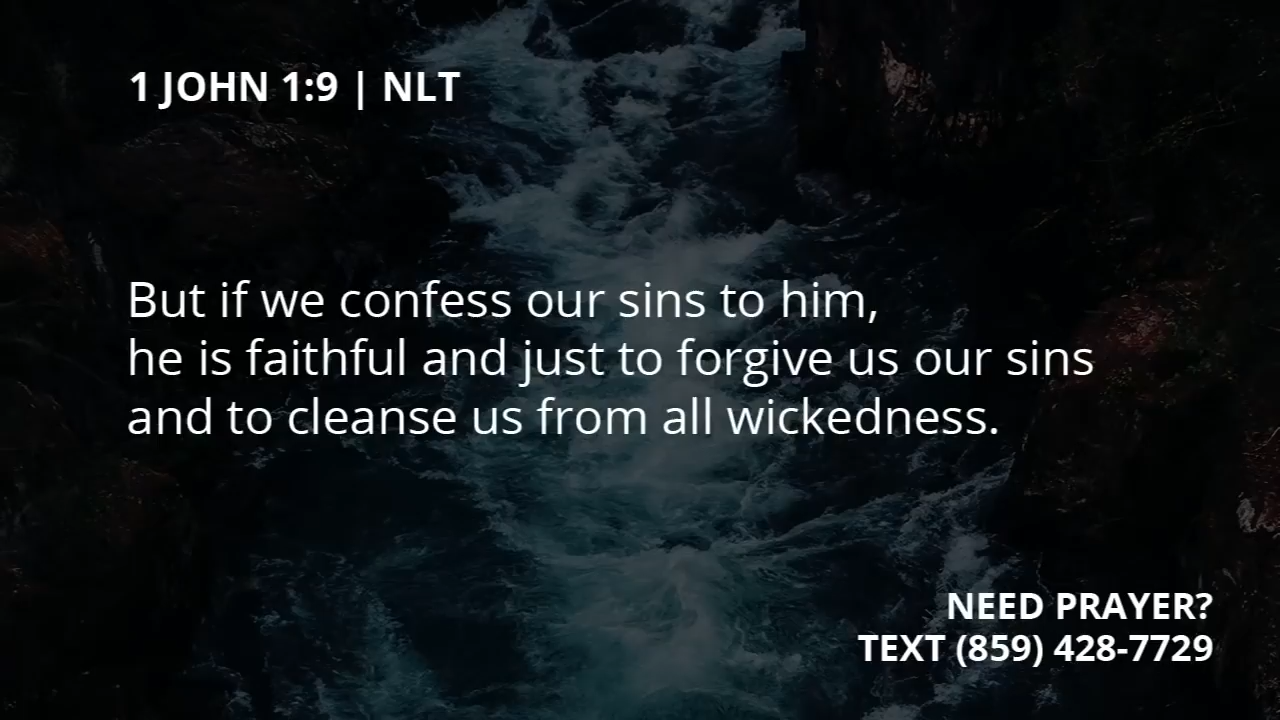 1 JOHN 1:9 | NLT
But if we confess our sins to him,
he is faithful and just to forgive us our sins
and to cleanse us from all wickedness.
NEED PRAYER?
TEXT (859) 428-7729